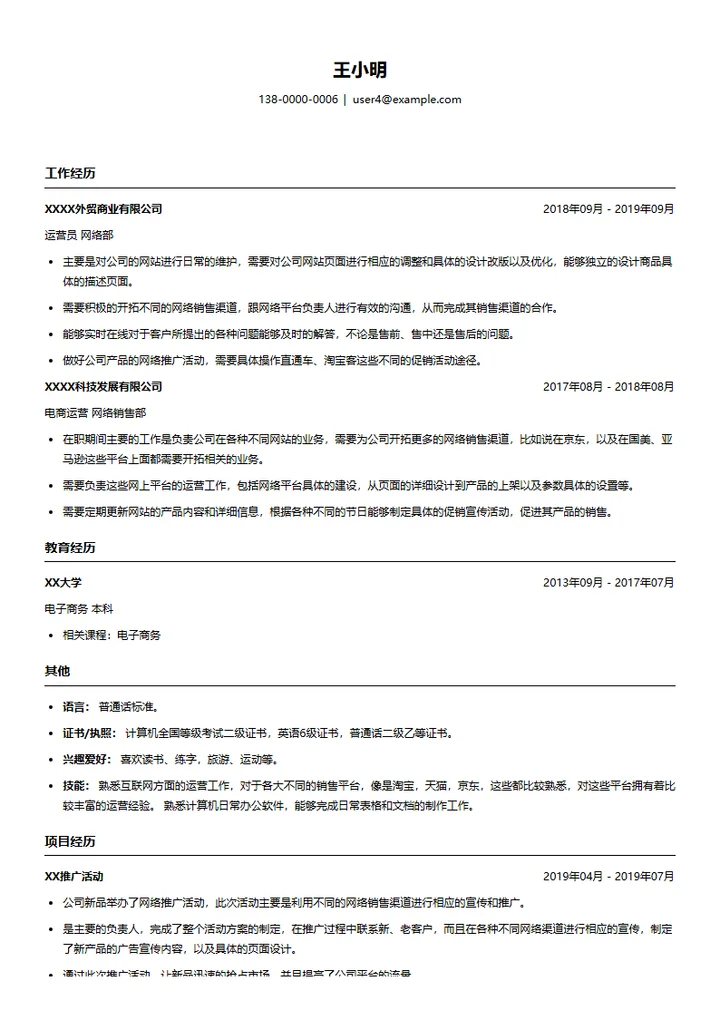 王小明
138-0000-0006 | user4@example.com
工作经历
XXXX外贸商业有限公司 2018年09月 - 2019年09月
运营员 网络部
• 主要是对公司的网站进行日常的维护，需要对公司网站页面进行相应的调整和具体的设计改版以及优化，能够独立的设计商品具
体的描述页面。
• 需要积极的开拓不同的网络销售渠道，跟网络平台负责人进行有效的沟通，从而完成其销售渠道的合作。
• 能够实时在线对于客户所提出的各种问题能够及时的解答，不论是售前、售中还是售后的问题。
• 做好公司产品的网络推广活动，需要具体操作直通车、淘宝客这些不同的促销活动途径。
XXXX科技发展有限公司 2017年08月 - 2018年08月
电商运营 网络销售部
• 在职期间主要的工作是负责公司在各种不同网站的业务，需要为公司开拓更多的网络销售渠道，比如说在京东，以及在国美、亚
马逊这些平台上面都需要开拓相关的业务。
• 需要负责这些网上平台的运营工作，包括网络平台具体的建设，从页面的详细设计到产品的上架以及参数具体的设置等。
• 需要定期更新网站的产品内容和详细信息，根据各种不同的节日能够制定具体的促销宣传活动，促进其产品的销售。
教育经历
XX大学 2013年09月 - 2017年07月
电子商务 本科
• 相关课程：电子商务
其他
• 语言： 普通话标准。
• 证书/执照： 计算机全国等级考试二级证书，英语6级证书，普通话二级乙等证书。
• 兴趣爱好： 喜欢读书、练字，旅游、运动等。
• 技能： 熟悉互联网方面的运营工作，对于各大不同的销售平台，像是淘宝，天猫，京东，这些都比较熟悉，对这些平台拥有着比
较丰富的运营经验。 熟悉计算机日常办公软件，能够完成日常表格和文档的制作工作。
项目经历
XX推广活动 2019年04月 - 2019年07月
• 公司新品举办了网络推广活动，此次活动主要是利用不同的网络销售渠道进行相应的宣传和推广。
• 是主要的负责人，完成了整个活动方案的制定，在推广过程中联系新、老客户，而且在各种不同网络渠道进行相应的宣传，制定
了新产品的广告宣传内容，以及具体的页面设计。
• 通过此次推广活动，让新品迅速的抢占市场，并且提高了公司平台的流量